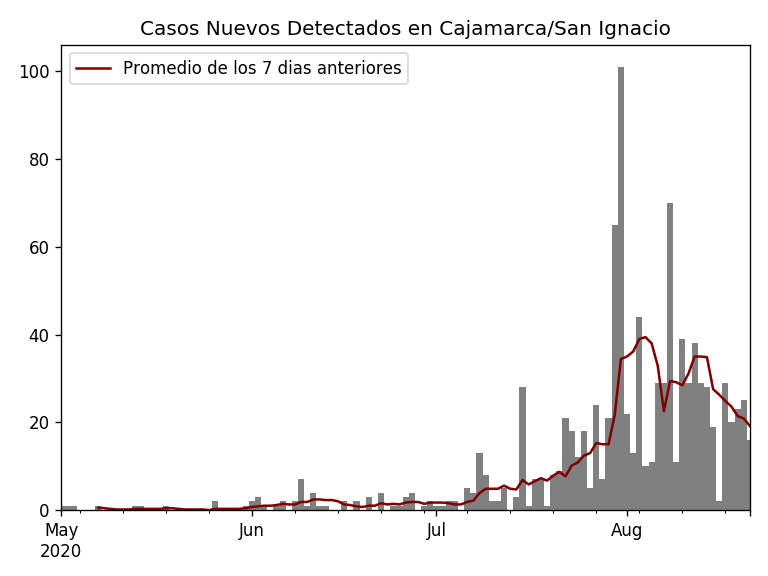 Casos Nuevos Detectados en Cajamarca/San Ignacio
Promedio de los 7 dias anteriores
100
80
60
40
20
0
May Jun Jul Aug
2020